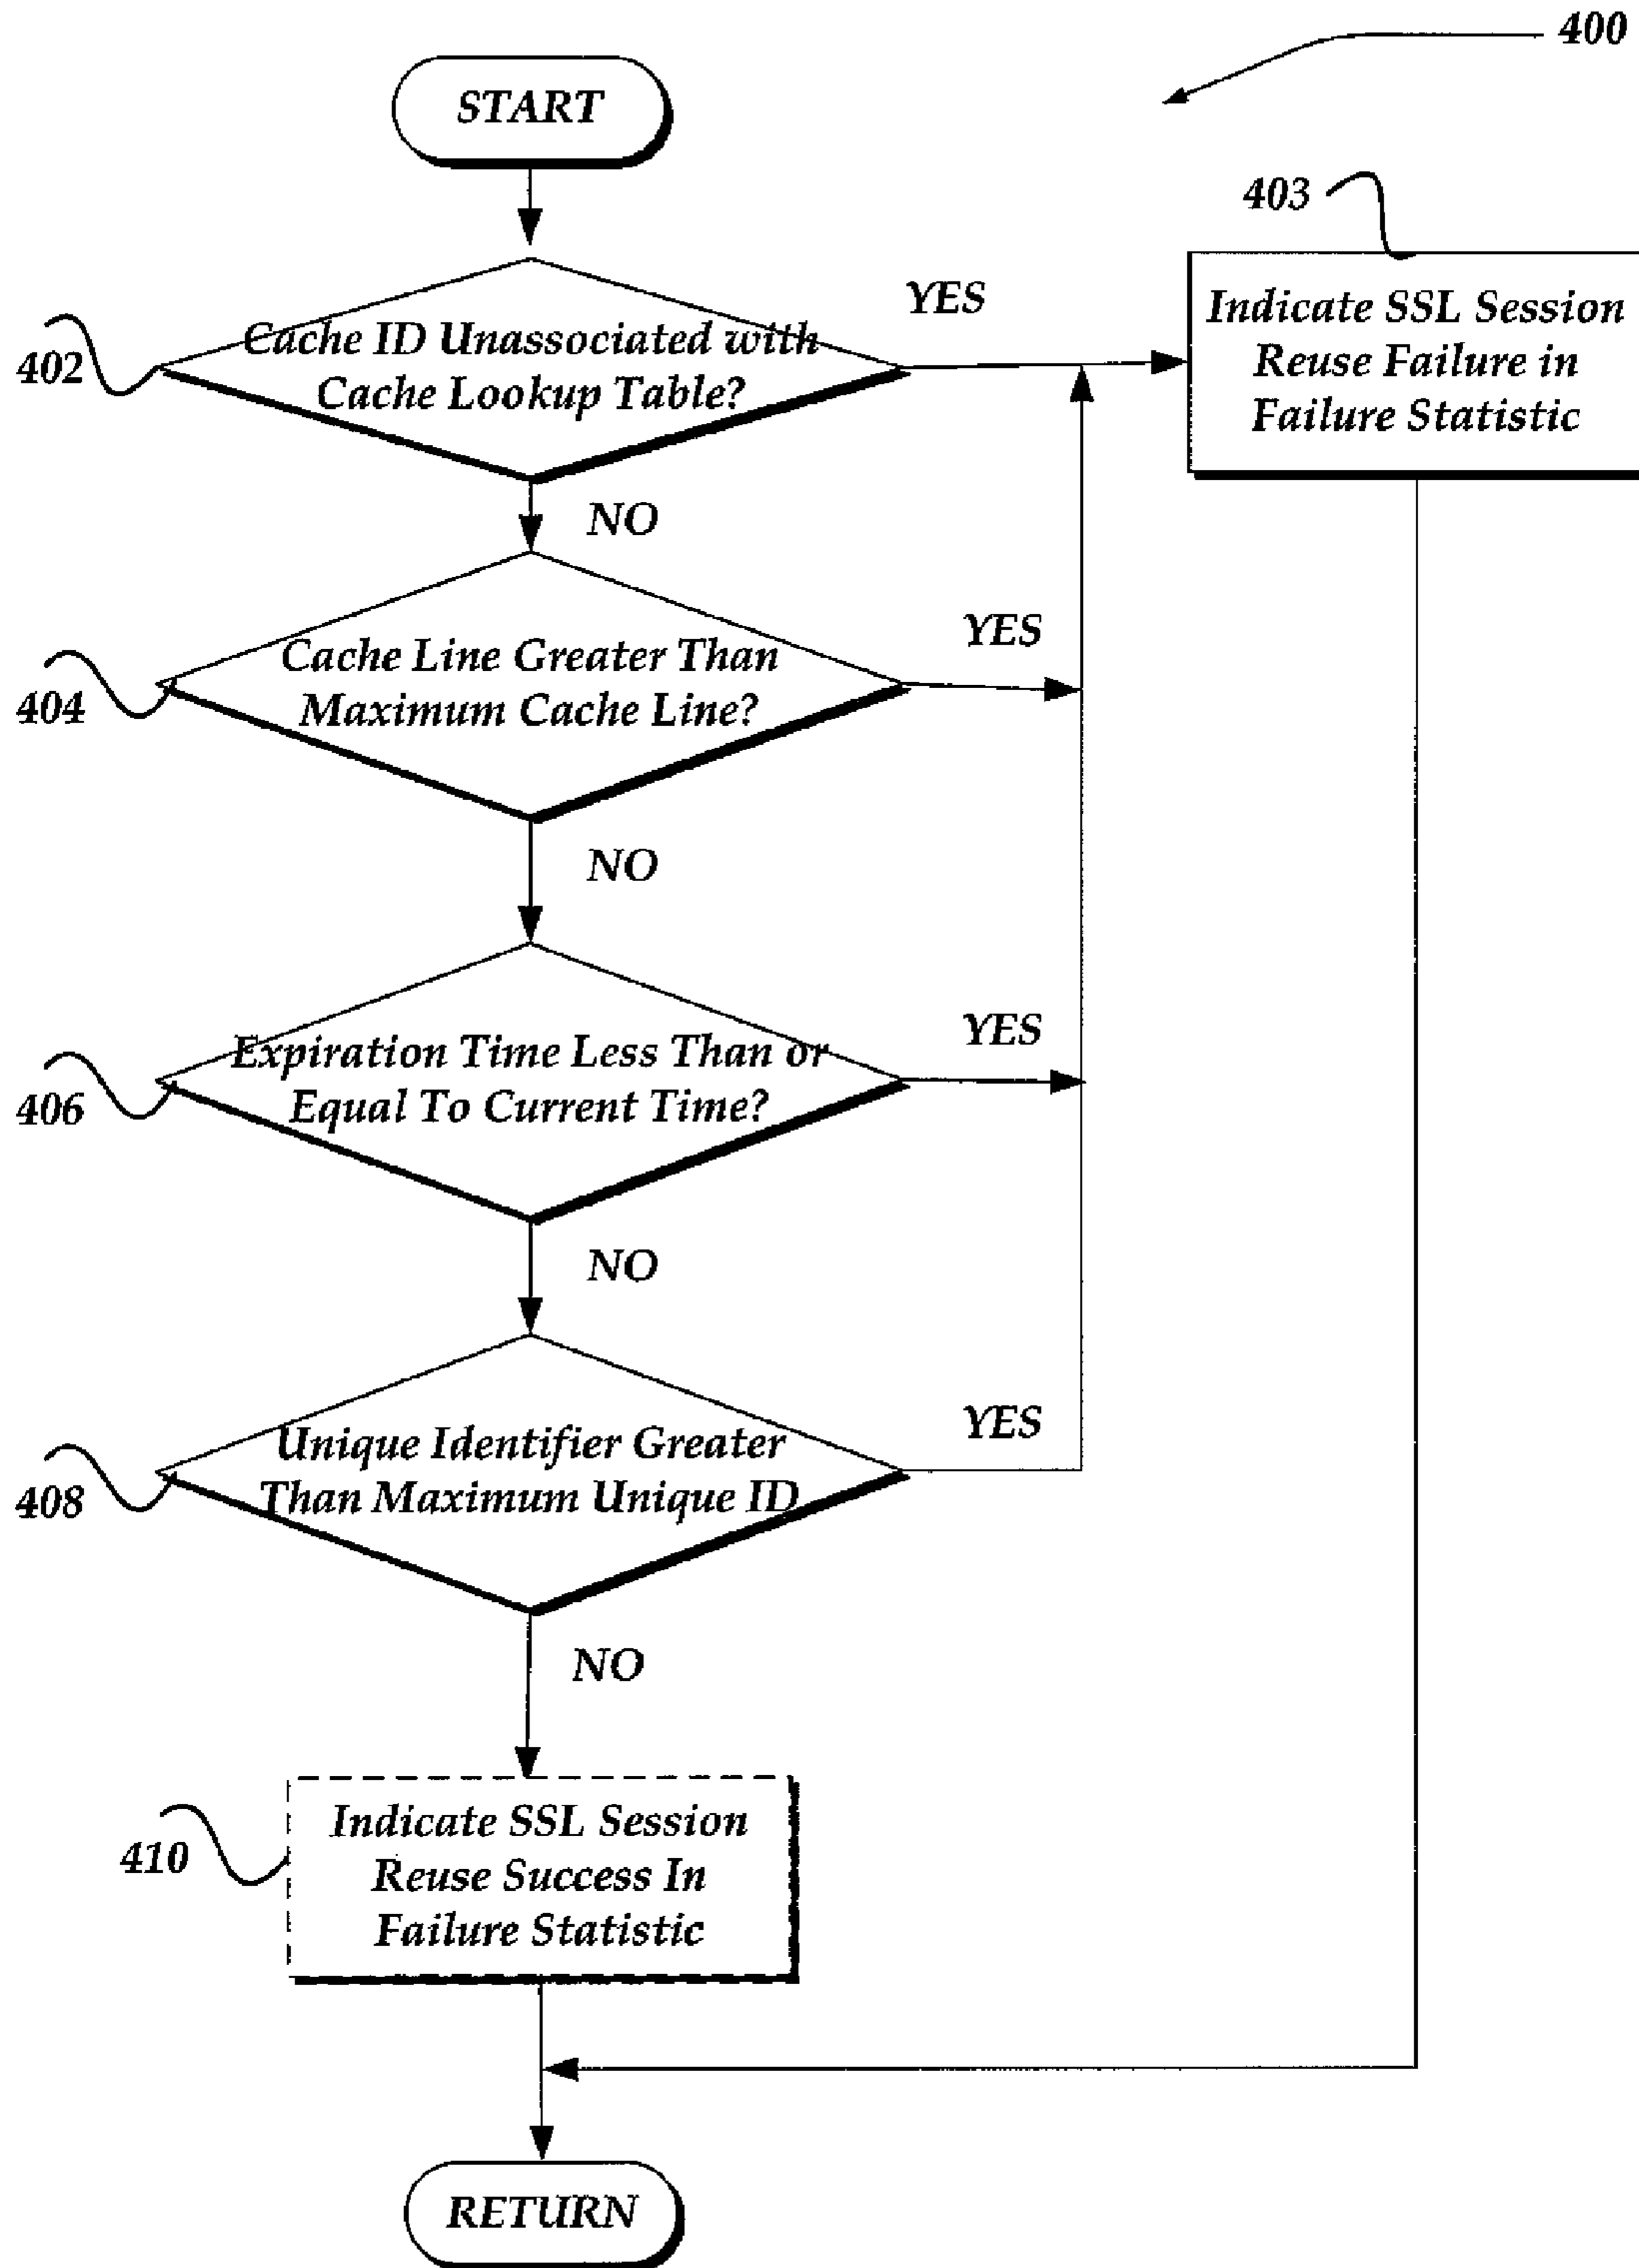 400
START
403
YES
Indicate SSL Session
Reuse Failure in
Failure Statistic
402
Cache ID Unassociated with
Cache Lookup Table?
NO
YES
404
Cache Line Greater Than
Maximum Cache Line?
NO
YES
406
Expiration Time Less Than or
Equal To Current Time?
NO
YES
408
Unique Identifier Greater
Than Maximum Unique ID
NO
410
Indicate SSL Session
Reuse Success In
Failure Statistic
RETURN